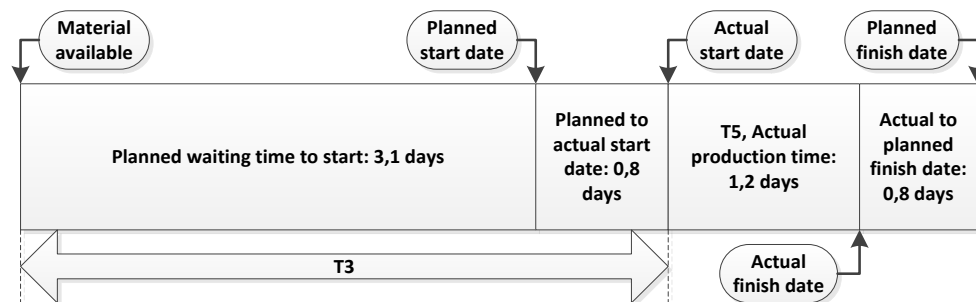 Material
available
Planned
start date
Actual
start date
Planned
finish date
Planned waiting time to start: 3,1 days
Planned to
actual start
date: 0,8
days
T5, Actual
production time:
1,2 days
Actual to
planned
finish date:
0,8 days
T3
Actual
finish date